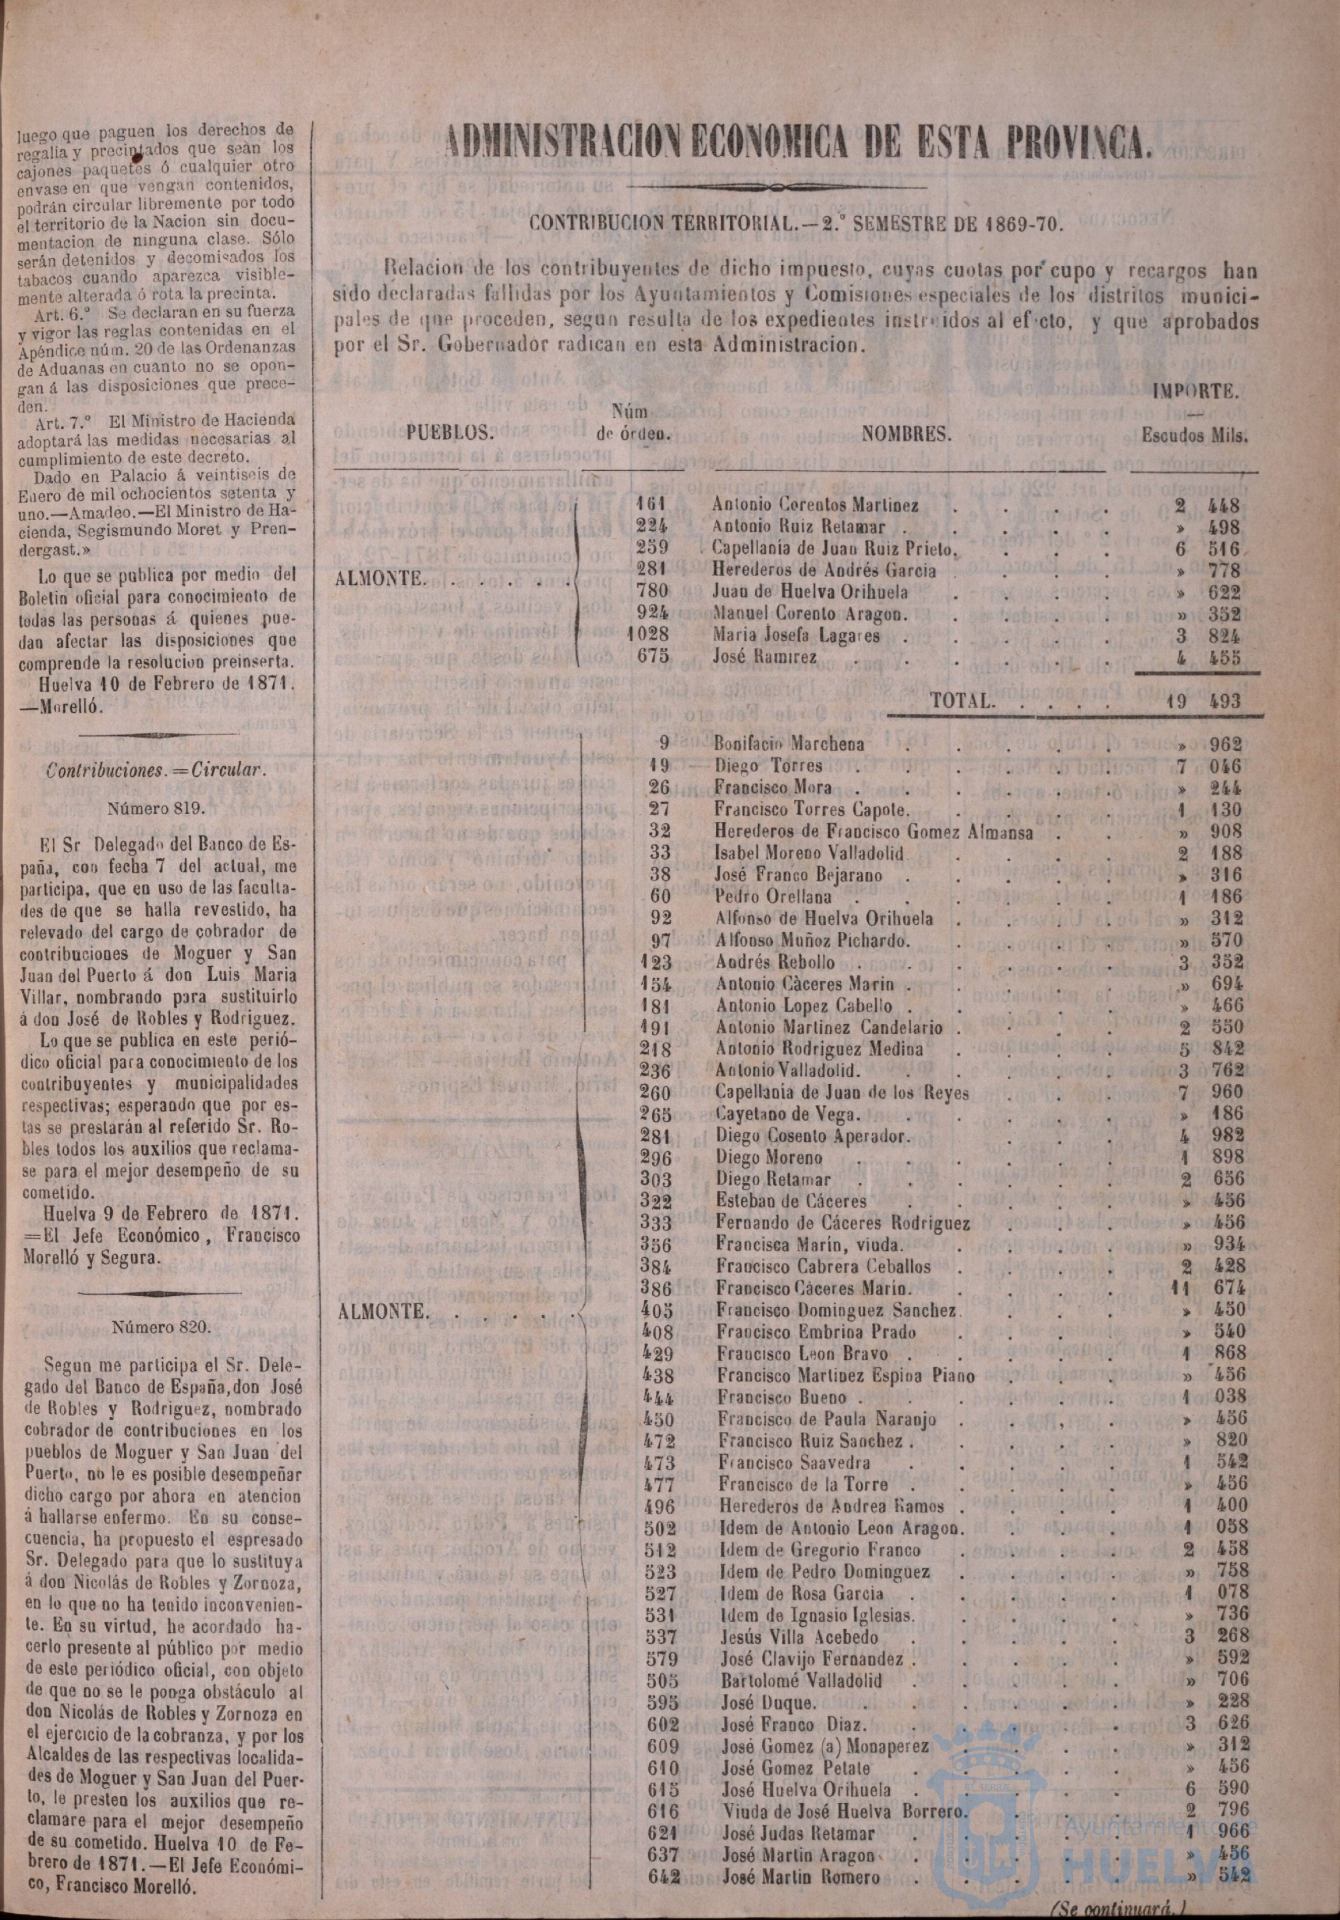 luego que paguen los derechos de
regalía y precintados que sean los
cajones paquetes ó cualquier otro
envase en que vengan contenidos,
podrán circular libremente por todo
el territorio de la Nacion sin docu-
mentacion de ninguna clase. Sólo
serán detenidos y decomisados los
tabacos cuando aparezca visible-
mente alterada ó rota la precinta.
Art. 6.º Se declaran en su fuerza
y vigor las reglas contenidas en el
Apéndice núm. 20 de las Ordenanzas
de Aduanas en cuanto no se opon-
gan á las disposiciones que prece-
den.
Art. 7.º El Ministro de Hacienda
adoptará las medidas necesarias al
cumplimiento de este decreto.
Dado en Palacio á veintiseis de
Enero de mil ochocientos setenta y
uno.—Amadeo.—El Ministro de Ha-
cienda, Segismundo Moret y Pren-
dergast.»
Lo que se publica por medio del
Boletin oficial para conocimiento de
todas las personas á quienes pue-
dan afectar las disposiciones que
comprende la resolucion preinserta.
Huelva 10 de Febrero de 1871.
—Morelló.
Contribuciones.=Circular.
Número 819.
El Sr Delegado del Banco de Es-
paña, con fecha 7 del actual, me
participa, que en uso de las faculta-
des de que se halla revestido, ha
relevado del cargo de cobrador de
contribuciones de Moguer y San
Juan del Puerto á don Luis Maria
Villar, nombrando para sustituirlo
á don José de Robles y Rodriguez.
Lo que se publica en este perió-
dico oficial para conocimiento de los
contribuyentes y municipalidades
respectivas; esperando que por es-
tas se prestarán al referido Sr. Ro-
bles todos los auxilios que reclama-
se para el mejor desempeño de su
cometido.
Huelva 9 de Febrero de 1871.
=El Jefe Económico, Francisco
Morelló y Segura.
Número 820.
Segun me participa el Sr. Dele-
gado del Banco de España, don José
de Robles y Rodriguez, nombrado
cobrador de contribuciones en los
pueblos de Moguer y San Juan del
Puerto, no le es posible desempeñar
dicho cargo por ahora en atencion
á hallarse enfermo. En su conse-
cuencia, ha propuesto el espresado
Sr. Delegado para que lo sustituya
á don Nicolás de Robles y Zornoza,
en lo que no ha tenido inconvenien-
te. En su virtud, he acordado ha-
cerlo presente al público por medio
de este periódico oficial, con objeto
de que no se le ponga obstáculo al
don Nicolás de Robles y Zornoza en
el ejercicio de la cobranza, y por los
Alcaldes de las respectivas localida-
des de Moguer y San Juan del Puer-
to, le presten los auxilios que re-
clamare para el mejor desempeño
de su cometido. Huelva 10 de Fe-
brero de 1871.—El Jefe Económi-
co, Francisco Morelló.
ADMINISTRACION ECONOMICA DE ESTA PROVINCA.
CONTRIBUCION TERRITORIAL.—2.º SEMESTRE DE 1869-70.
Relacion de los contribuyentes de dicho impuesto, cuyas cuotas por cupo y recargos han
sido declaradas fallidas por los Ayuntamientos y Comisiones especiales de los distritos munici-
pales de que proceden, segun resulta de los expedientes instruidos al efecto, y que aprobados
por el Sr. Gobernador radican en esta Administracion.
PUEBLOS. Núm de órden. NOMBRES. IMPORTE. — Escudos Mils.
161 Antonio Corentos Martinez . . . . 2 448
224 Antonio Ruiz Retamar . . . . . » 498
259 Capellanía de Juan Ruiz Prieto. . . . 6 516
ALMONTE. . . . . . 281 Herederos de Andrés Garcia . . . . » 778
780 Juan de Huelva Orihuela . . . . » 622
924 Manuel Corento Aragon. . . . . » 352
1028 Maria Josefa Lagares . . . . . 3 824
675 José Ramirez . . . . . . 4 455
TOTAL. . . . . 19 493
9 Bonifacio Marchena . . . . . » 962
19 Diego Torres . . . . . . 7 046
26 Francisco Mora . . . . . . » 244
27 Francisco Torres Capote. . . . . 1 130
32 Herederos de Francisco Gomez Almansa . . » 908
33 Isabel Moreno Valladolid . . . . 2 188
38 José Franco Bejarano . . . . . » 316
60 Pedro Orellana . . . . . . 1 186
92 Alfonso de Huelva Orihuela . . . . » 312
97 Alfonso Muñoz Pichardo. . . . . » 570
123 Andrés Rebollo . . . . . . 3 352
154 Antonio Càceres Marin . . . . . » 694
181 Antonio Lopez Cabello . . . . . » 466
191 Antonio Martinez Candelario . . . . 2 550
218 Antonio Rodriguez Medina . . . . 5 842
236 Antonio Valladolid. . . . . . 3 762
260 Capellanía de Juan de los Reyes . . . 7 960
265 Cayetano de Vega. . . . . . » 186
281 Diego Cosento Aperador. . . . 4 982
296 Diego Moreno . . . . . . 1 898
303 Diego Retamar . . . . . . 2 656
322 Esteban de Cáceres . . . . . » 456
333 Fernando de Cáceres Rodriguez . . . » 456
356 Francisca Marín, viuda. . . . . » 934
384 Francisco Cabrera Ceballos . . . . 2 428
386 Francisco Cáceres Marin. . . . . 11 674
ALMONTE. . . . . . 405 Francisco Dominguez Sanchez. . . . » 450
408 Francisco Embrina Prado . . . . » 540
429 Francisco Leon Bravo . . . . . 1 868
438 Francisco Martinez Espina Piano . . . » 456
444 Francisco Bueno . . . . . . 1 038
450 Francisco de Paula Naranjo . . . . » 456
472 Francisco Ruiz Sanchez . . . . . » 820
473 Francisco Saavedra . . . . . 1 542
477 Francisco de la Torre . . . . . » 456
496 Herederos de Andrea Ramos . . . . 1 400
502 Idem de Antonio Leon Aragon. . . . 1 058
512 Idem de Gregorio Franco . . . . 2 458
523 Idem de Pedro Dominguez . . . . » 758
527 Idem de Rosa Garcia . . . . . 1 078
531 Idem de Ignasio Iglesias. . . . . » 736
537 Jesús Villa Acebedo . . . . . 3 268
579 José Clavijo Fernandez . . . . . » 592
505 Bartolomé Valladolid . . . . . » 706
595 José Duque. . . . . . . » 228
602 José Franco Diaz. . . . . . 3 626
609 José Gomez (a) Monaperez . . . . » 312
610 José Gomez Petate . . . . . » 456
615 José Huelva Orihuela . . . . . 6 590
616 Viuda de José Huelva Borrero. . . . 2 796
621 José Judas Retamar . . . . . 1 966
637 José Martin Aragon . . . . . » 456
642 José Martin Romero . . . . . » 542
(Se continuará.)
Ayuntamiento de
HUELVA